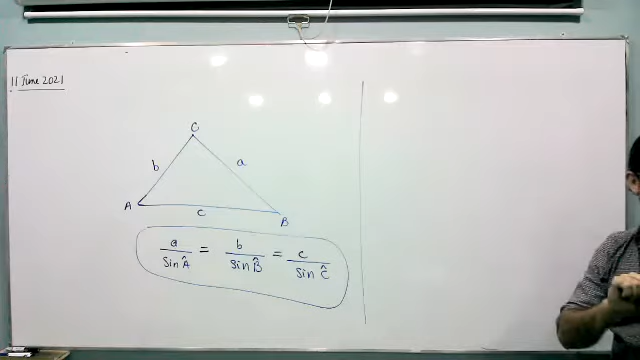 11 June 2021
C
b
a
A
c
B
a/sin Â = b/sin B̂ = c/sin Ĉ